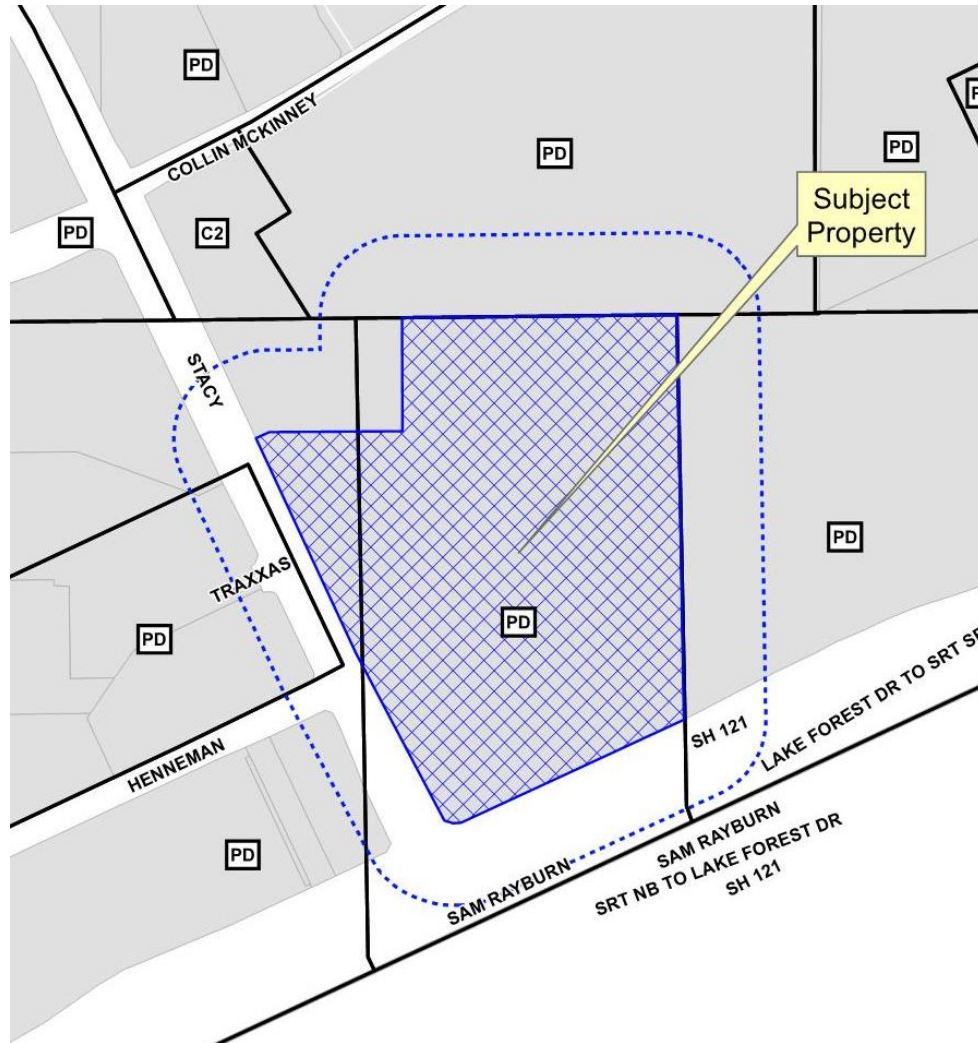 PD
COLLIN MCKINNEY
PD
PD
Subject
Property
PD
C2
STACY
PD
TRAXXAS
PD
PD
SH 121
LAKE FOREST DR TO SRT
HENNEMAN
PD
SAM RAYBURN
SAM RAYBURN
SRT NB TO LAKE FOREST DR
SH 121